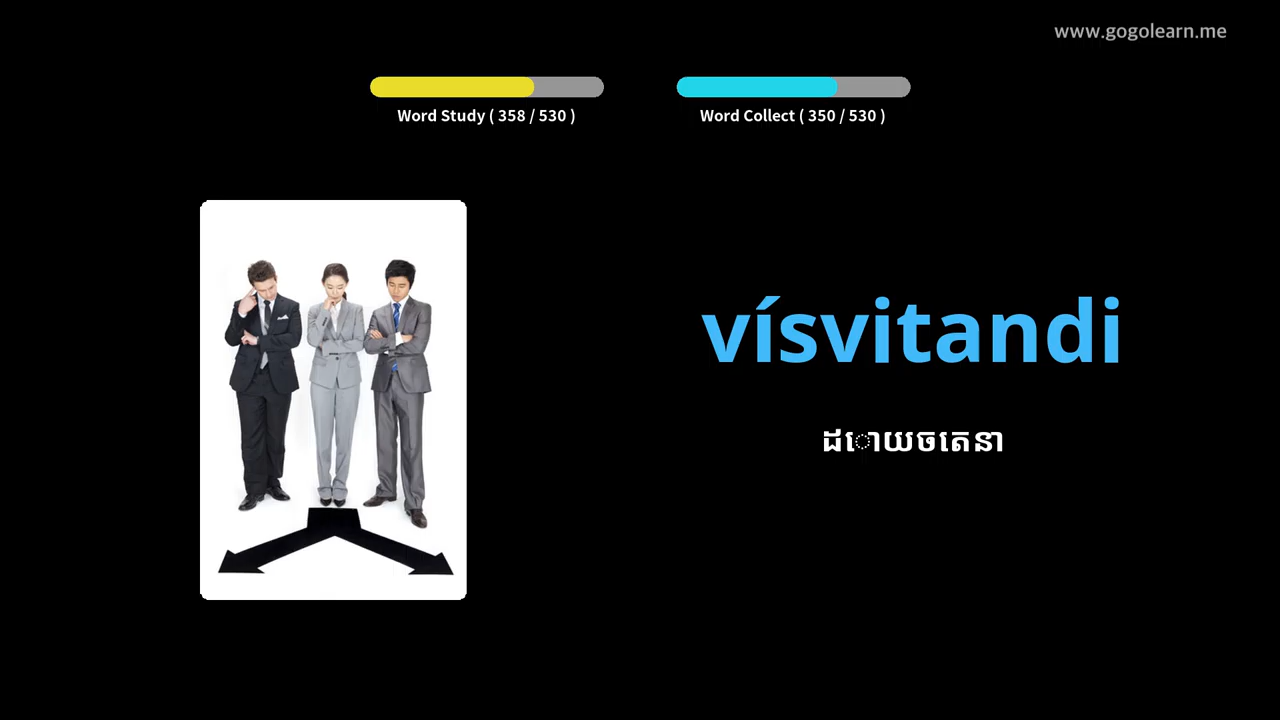 www.gogolearn.me
Word Study ( 358 / 530 )
Word Collect ( 350 / 530 )
vísvitandi
ដោយចតេនា